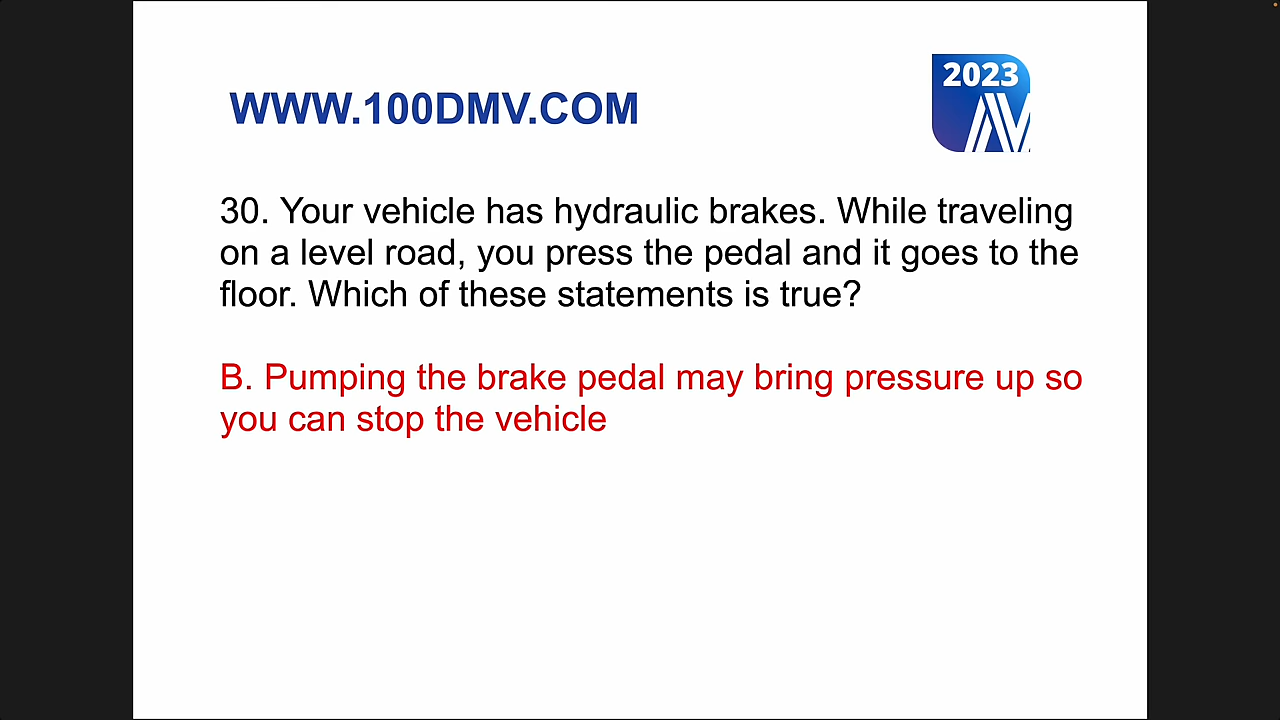 WWW.100DMV.COM
2023
30. Your vehicle has hydraulic brakes. While traveling
on a level road, you press the pedal and it goes to the
floor. Which of these statements is true?
B. Pumping the brake pedal may bring pressure up so
you can stop the vehicle